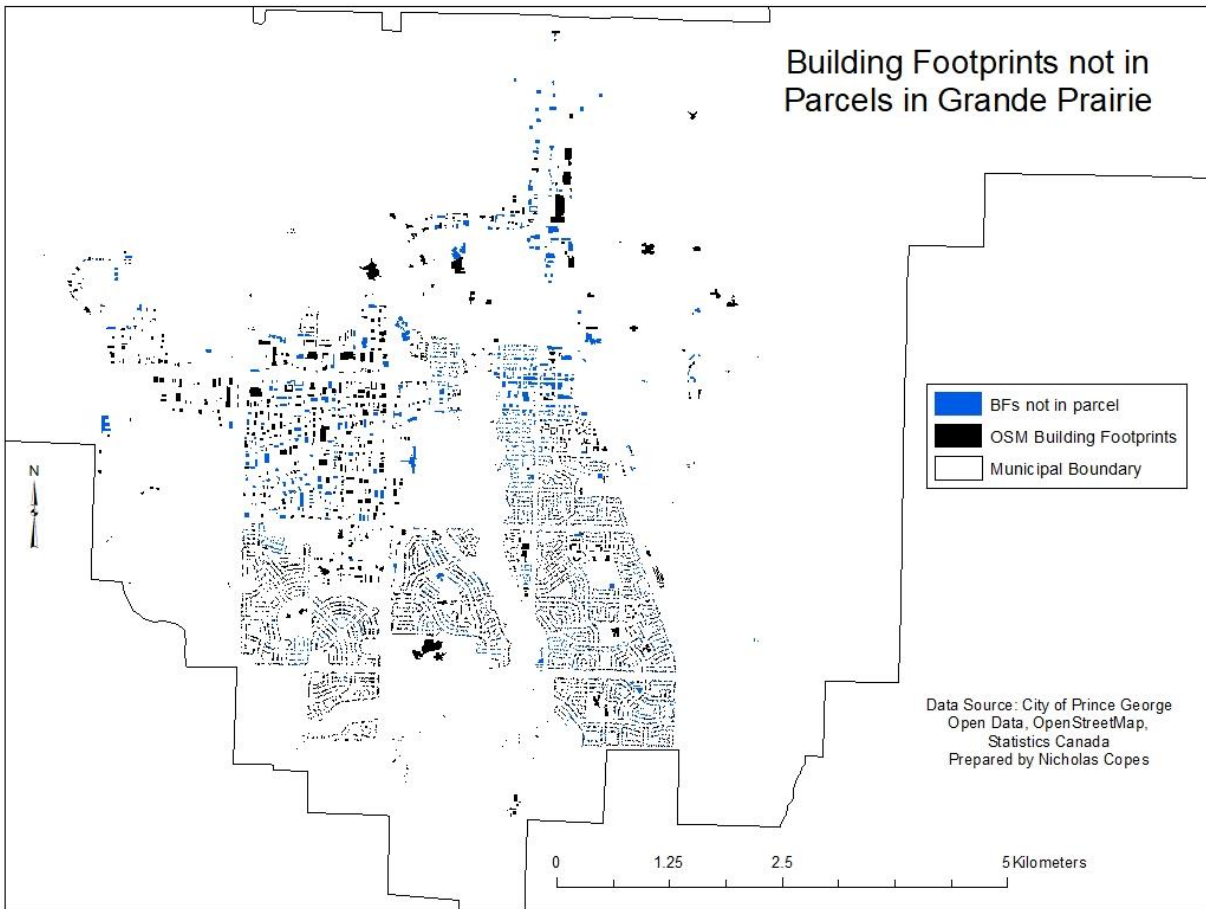 Building Footprints not in
Parcels in Grande Prairie
BFs not in parcel
OSM Building Footprints
Municipal Boundary
N
Data Source: City of Prince George
Open Data, OpenStreetMap,
Statistics Canada
Prepared by Nicholas Copes
0 1.25 2.5 5 Kilometers